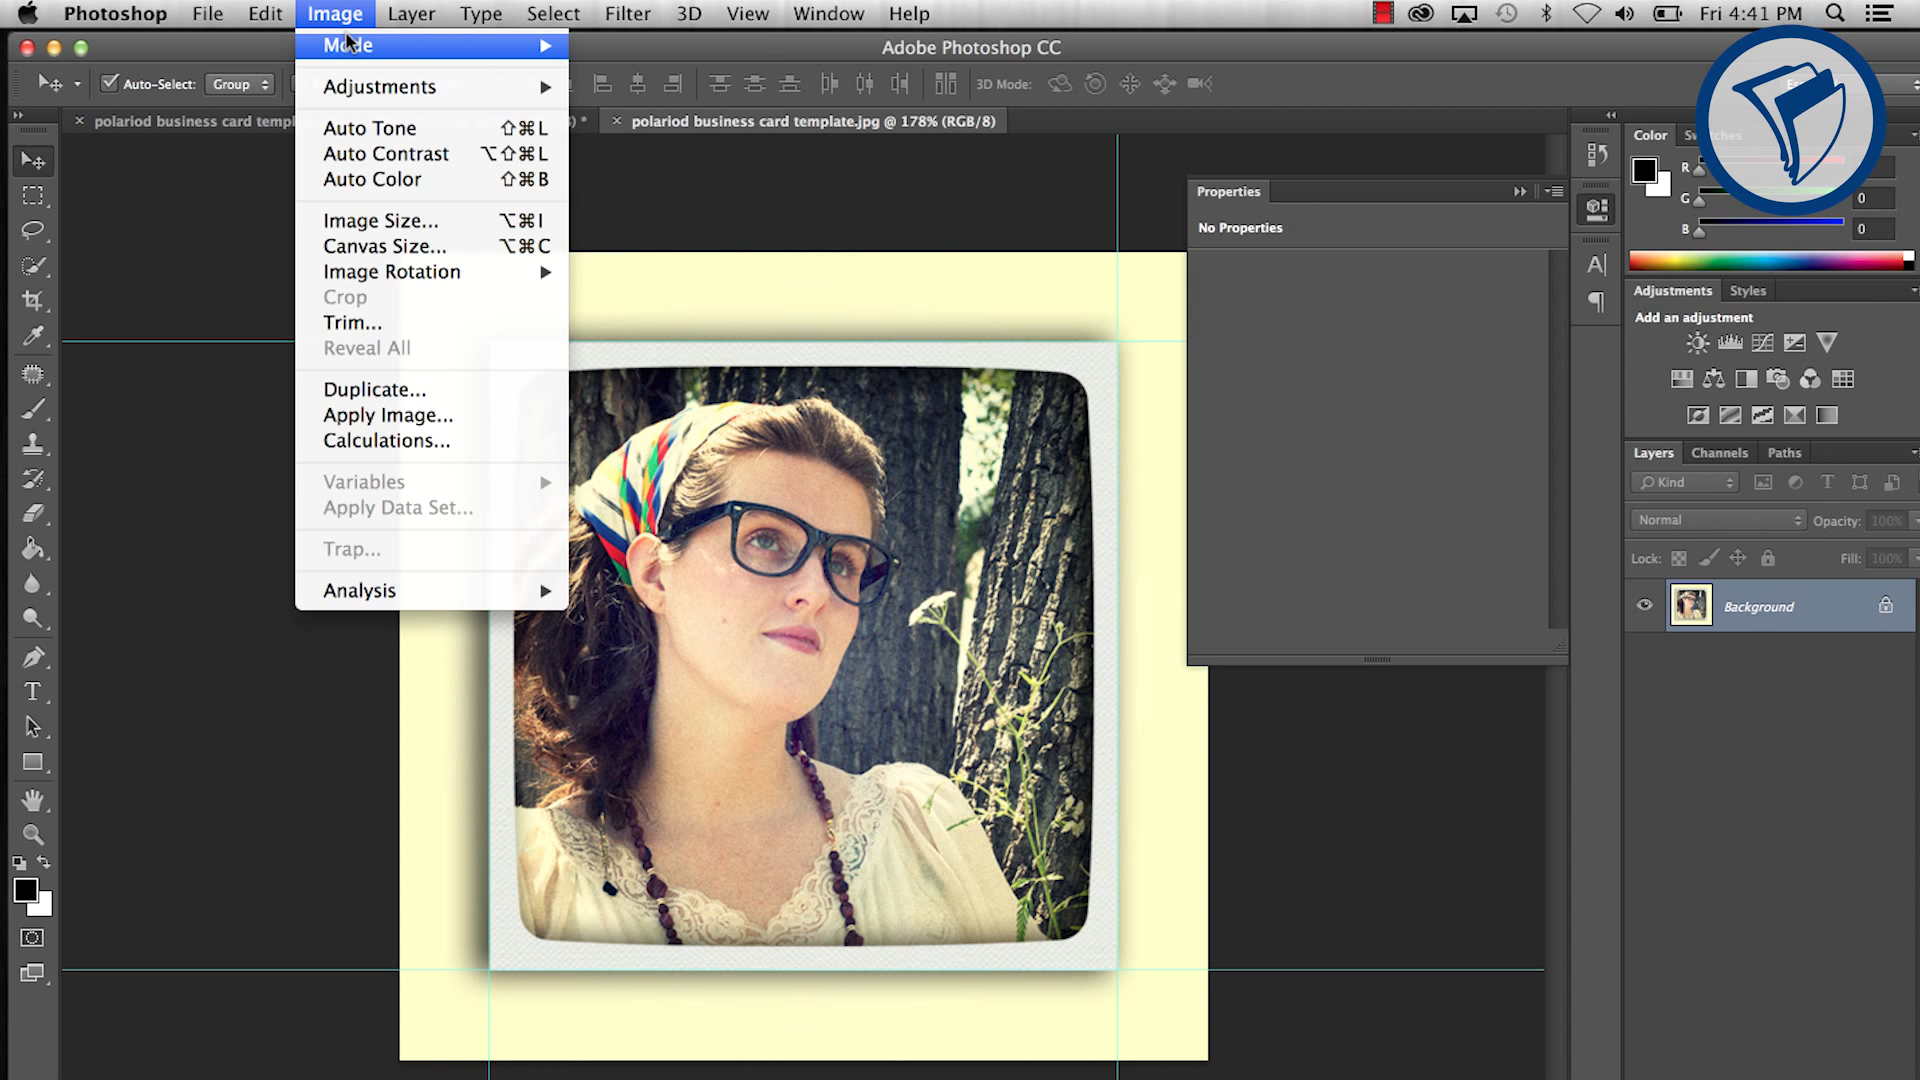 Photoshop File Edit Image Layer Type Select Filter 3D View Window Help Fri 4:41 PM
Adobe Photoshop CC
Auto-Select: Group 3D Mode:
polariod business card templ ) * polariod business card template.jpg @ 178% (RGB/8)
Mode
Adjustments
Auto Tone ⇧⌘L
Auto Contrast ⌥⇧⌘L
Auto Color ⇧⌘B
Image Size... ⌥⌘I
Canvas Size... ⌥⌘C
Image Rotation
Crop
Trim...
Reveal All
Duplicate...
Apply Image...
Calculations...
Variables
Apply Data Set...
Trap...
Analysis
Properties
No Properties
Color Swatches
R
G 0
B 0
Adjustments Styles
Add an adjustment
Layers Channels Paths
Kind
Normal Opacity: 100%
Lock: Fill: 100%
Background